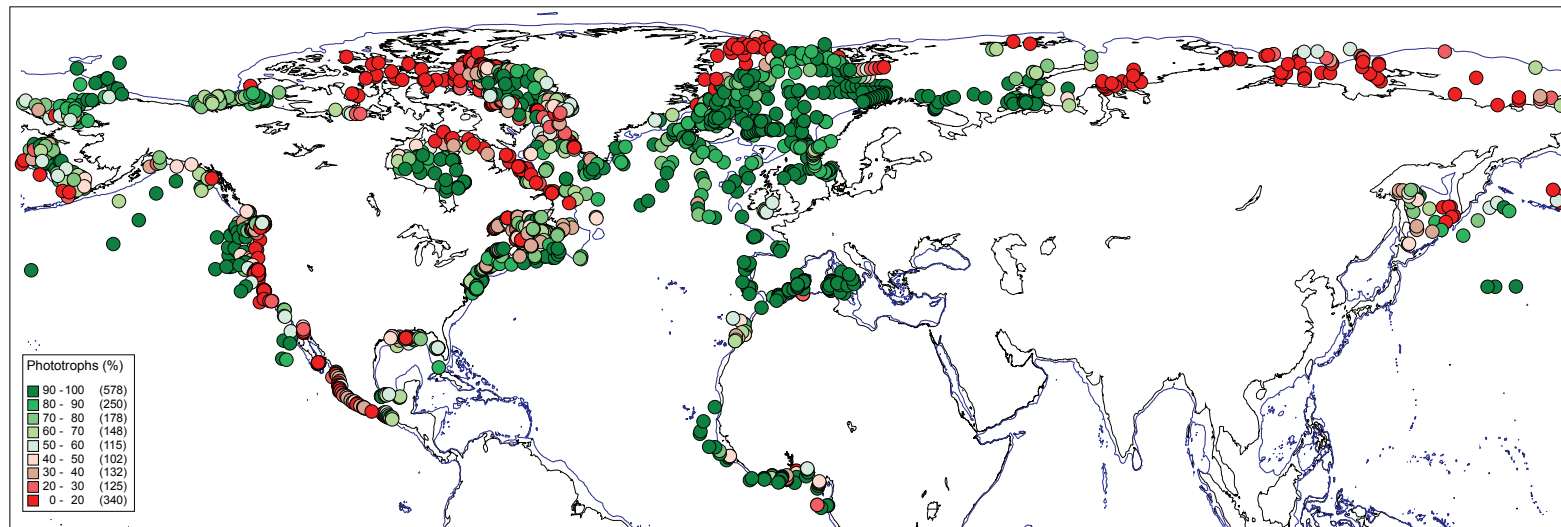 Phototrophs (%)
90 - 100 (578)
80 - 90 (250)
70 - 80 (178)
60 - 70 (148)
50 - 60 (115)
40 - 50 (102)
30 - 40 (132)
20 - 30 (125)
0 - 20 (340)